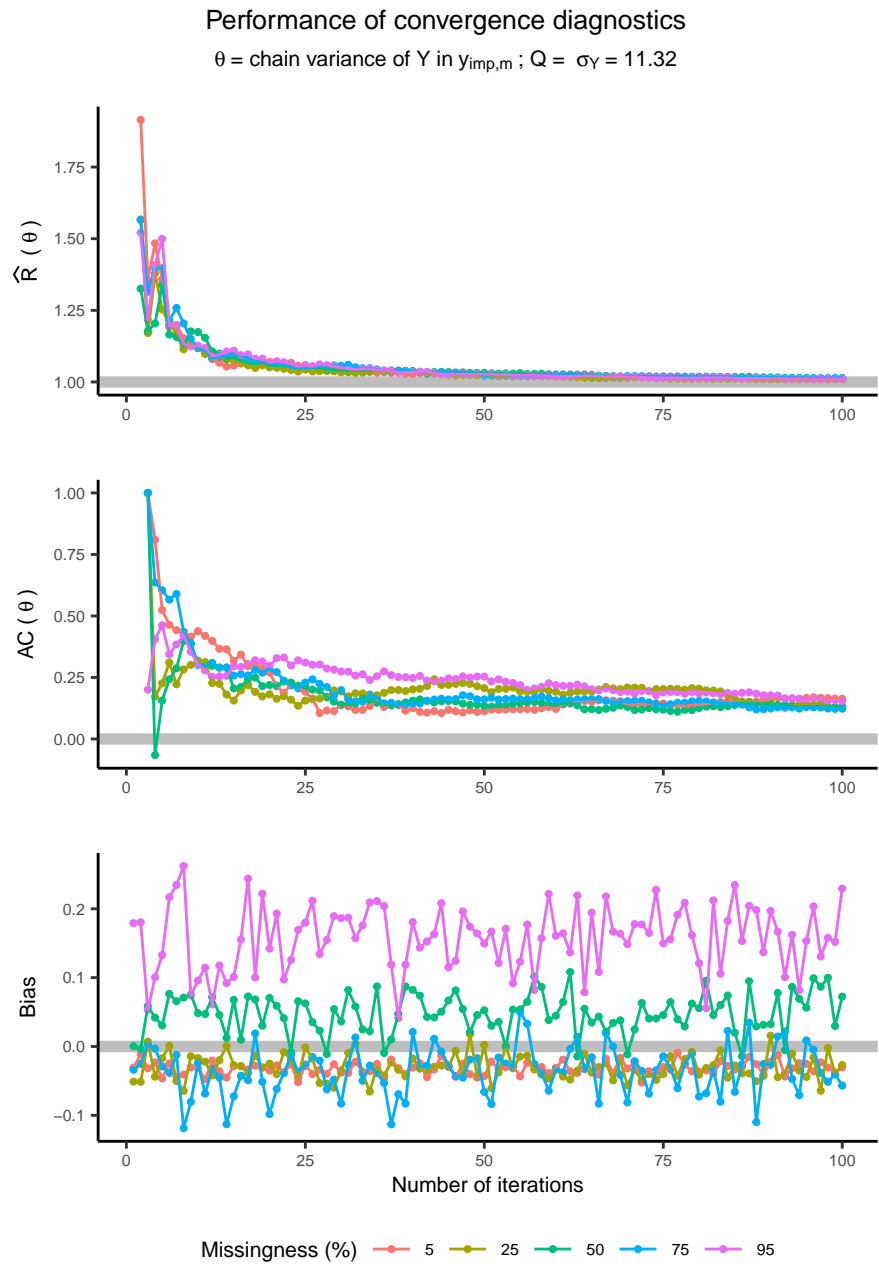 Performance of convergence diagnostics
θ = chain variance of Y in yimp,m ; Q = σY = 11.32
R̂ ( θ )
1.75
1.50
1.25
1.00
0 25 50 75 100
AC ( θ )
1.00
0.75
0.50
0.25
0.00
0 25 50 75 100
Bias
0.2
0.1
0.0
−0.1
0 25 50 75 100
Number of iterations
Missingness (%) 5 25 50 75 95